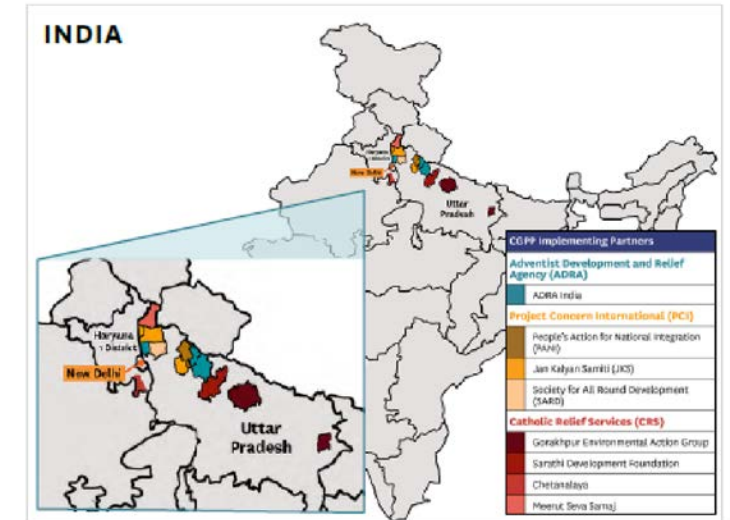 INDIA
Haryana
New Delhi
Uttar
Pradesh
Haryana
District
New Delhi
Uttar
Pradesh
CGPP Implementing Partners
Adventist Development and Relief
Agency (ADRA)
ADRA India
Project Concern International (PCI)
People's Action for National Integration
(PANI)
Jan Kalyan Samiti (JKS)
Society for All Round Development
(SARD)
Catholic Relief Services (CRS)
Gorakhpur Environmental Action Group
Sarathi Development Foundation
Chetanalaya
Meerut Seva Samaj